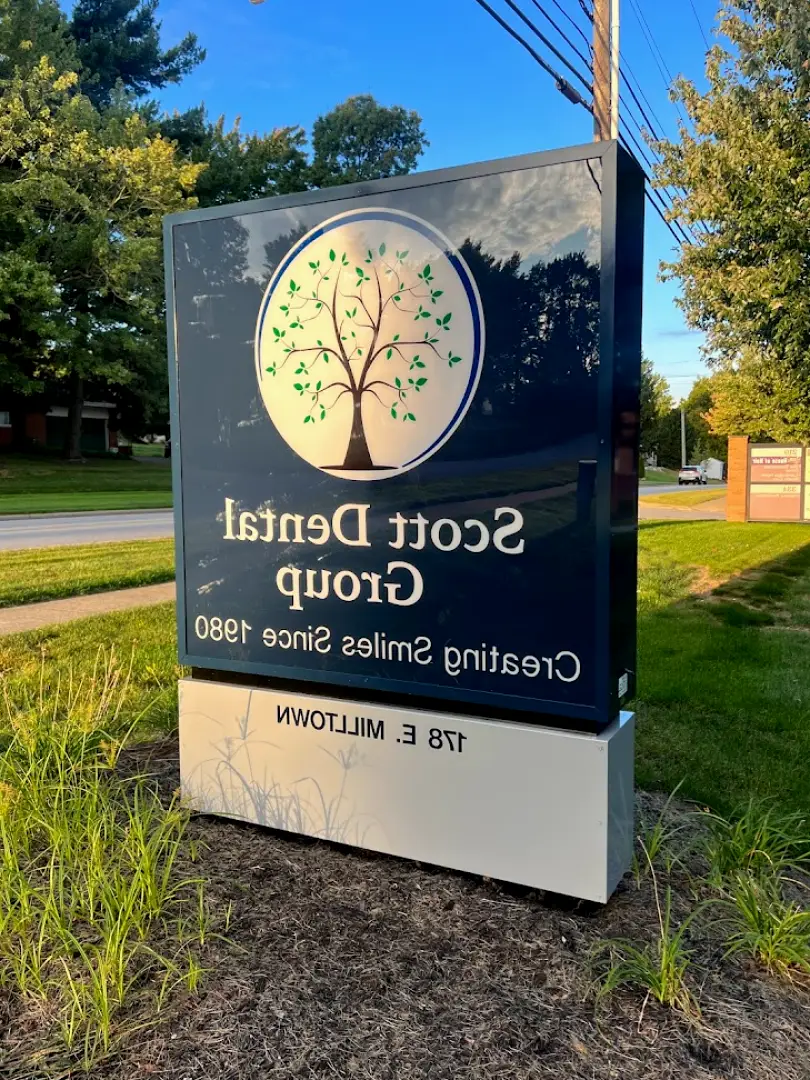 Scott Dental
Group
Creating Smiles Since 1980
178 E. MILLTOWN